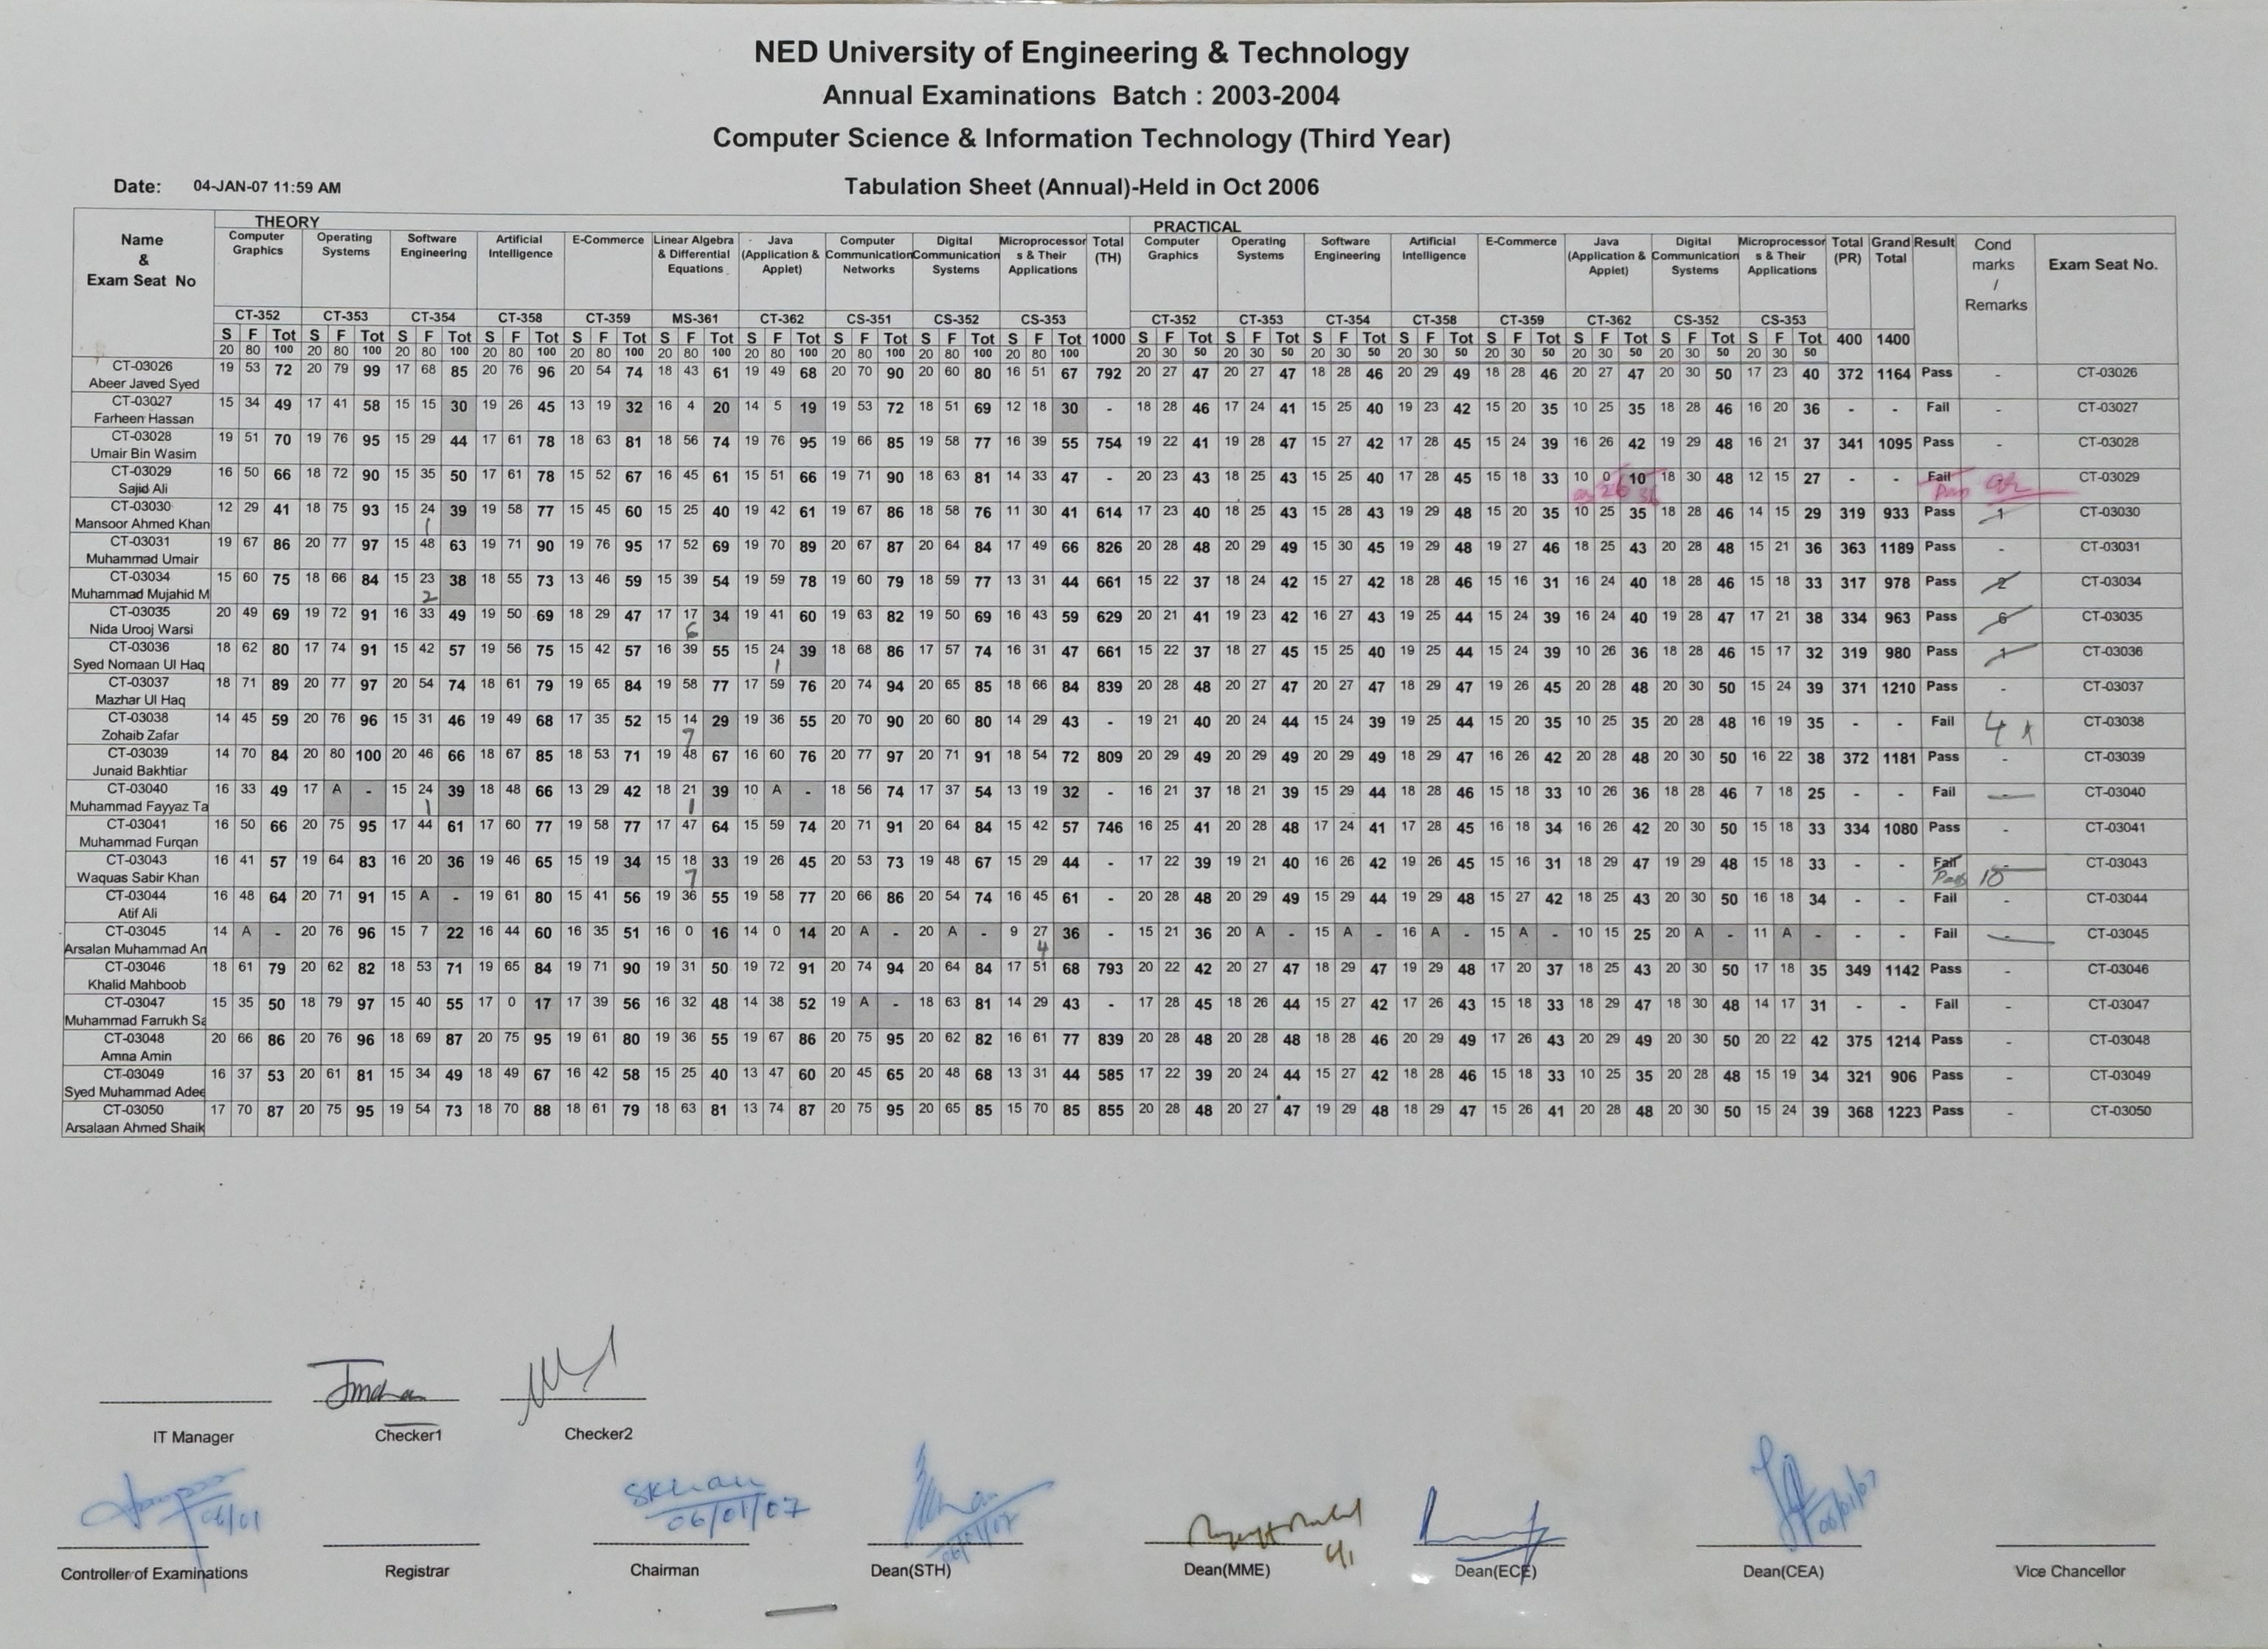 NED University of Engineering & Technology
Annual Examinations Batch : 2003-2004
Computer Science & Information Technology (Third Year)
Date: 04-JAN-07 11:59 AM Tabulation Sheet (Annual)-Held in Oct 2006
THEORY PRACTICAL
Name & Exam Seat No Computer Graphics Operating Systems Software Engineering Artificial Intelligence E-Commerce Linear Algebra & Differential Equations Java (Application & Applet) Computer Communication Networks Digital Communication Systems Microprocessors & Their Applications Total (TH) Computer Graphics Operating Systems Software Engineering Artificial Intelligence E-Commerce Java (Application & Applet) Digital Communication Systems Microprocessors & Their Applications Total (PR) Grand Total Result Cond marks / Remarks Exam Seat No.
CT-352 CT-353 CT-354 CT-358 CT-359 MS-361 CT-362 CS-351 CS-352 CS-353 CT-352 CT-353 CT-354 CT-358 CT-359 CT-362 CS-352 CS-353
S F Tot S F Tot S F Tot S F Tot S F Tot S F Tot S F Tot S F Tot S F Tot S F Tot 1000 S F Tot S F Tot S F Tot S F Tot S F Tot S F Tot S F Tot S F Tot 400 1400
20 80 100 20 80 100 20 80 100 20 80 100 20 80 100 20 80 100 20 80 100 20 80 100 20 80 100 20 80 100 20 30 50 20 30 50 20 30 50 20 30 50 20 30 50 20 30 50 20 30 50 20 30 50
CT-03026 19 53 72 20 79 99 17 68 85 20 76 96 20 54 74 18 43 61 19 49 68 20 70 90 20 60 80 16 51 67 792 20 27 47 20 27 47 18 28 46 20 29 49 18 28 46 20 27 47 20 30 50 17 23 40 372 1164 Pass - CT-03026
Abeer Javed Syed
CT-03027 15 34 49 17 41 58 15 15 30 19 26 45 13 19 32 16 4 20 14 5 19 19 53 72 18 51 69 12 18 30 - 18 28 46 17 24 41 15 25 40 19 23 42 15 20 35 10 25 35 18 28 46 16 20 36 - - Fail - CT-03027
Farheen Hassan
CT-03028 19 51 70 19 76 95 15 29 44 17 61 78 18 63 81 18 56 74 19 76 95 19 66 85 19 58 77 16 39 55 754 19 22 41 19 28 47 15 27 42 17 28 45 15 24 39 16 26 42 19 29 48 16 21 37 341 1095 Pass - CT-03028
Umair Bin Wasim
CT-03029 16 50 66 18 72 90 15 35 50 17 61 78 15 52 67 16 45 61 15 51 66 19 71 90 18 63 81 14 33 47 - 20 23 43 18 25 43 15 25 40 17 28 45 15 18 33 10 0 10 18 30 48 12 15 27 - - Fail CT-03029
Sajid Ali 26 36 Pass
CT-03030 12 29 41 18 75 93 15 24 39 19 58 77 15 45 60 15 25 40 19 42 61 19 67 86 18 58 76 11 30 41 614 17 23 40 18 25 43 15 28 43 19 29 48 15 20 35 10 25 35 18 28 46 14 15 29 319 933 Pass 1 CT-03030
Mansoor Ahmed Khan 1
CT-03031 19 67 86 20 77 97 15 48 63 19 71 90 19 76 95 17 52 69 19 70 89 20 67 87 20 64 84 17 49 66 826 20 28 48 20 29 49 15 30 45 19 29 48 19 27 46 18 25 43 20 28 48 15 21 36 363 1189 Pass - CT-03031
Muhammad Umair
CT-03034 15 60 75 18 66 84 15 23 38 18 55 73 13 46 59 15 39 54 19 59 78 19 60 79 18 59 77 13 31 44 661 15 22 37 18 24 42 15 27 42 18 28 46 15 16 31 16 24 40 18 28 46 15 18 33 317 978 Pass 2 CT-03034
Muhammad Mujahid M 2
CT-03035 20 49 69 19 72 91 16 33 49 19 50 69 18 29 47 17 17 34 19 41 60 19 63 82 19 50 69 16 43 59 629 20 21 41 19 23 42 16 27 43 19 25 44 15 24 39 16 24 40 19 28 47 17 21 38 334 963 Pass 6 CT-03035
Nida Urooj Warsi 6
CT-03036 18 62 80 17 74 91 15 42 57 19 56 75 15 42 57 16 39 55 15 24 39 18 68 86 17 57 74 16 31 47 661 15 22 37 18 27 45 15 25 40 19 25 44 15 24 39 10 26 36 18 28 46 15 17 32 319 980 Pass 1 CT-03036
Syed Nomaan Ul Haq 1
CT-03037 18 71 89 20 77 97 20 54 74 18 61 79 19 65 84 19 58 77 17 59 76 20 74 94 20 65 85 18 66 84 839 20 28 48 20 27 47 20 27 47 18 29 47 19 26 45 20 28 48 20 30 50 15 24 39 371 1210 Pass - CT-03037
Mazhar Ul Haq
CT-03038 14 45 59 20 76 96 15 31 46 19 49 68 17 35 52 15 14 29 19 36 55 20 70 90 20 60 80 14 29 43 - 19 21 40 20 24 44 15 24 39 19 25 44 15 20 35 10 25 35 20 28 48 16 19 35 - - Fail 4 CT-03038
Zohaib Zafar 7
CT-03039 14 70 84 20 80 100 20 46 66 18 67 85 18 53 71 19 48 67 16 60 76 20 77 97 20 71 91 18 54 72 809 20 29 49 20 29 49 20 29 49 18 29 47 16 26 42 20 28 48 20 30 50 16 22 38 372 1181 Pass - CT-03039
Junaid Bakhtiar
CT-03040 16 33 49 17 A - 15 24 39 18 48 66 13 29 42 18 21 39 10 A - 18 56 74 17 37 54 13 19 32 - 16 21 37 18 21 39 15 29 44 18 28 46 15 18 33 10 26 36 18 28 46 7 18 25 - - Fail - CT-03040
Muhammad Fayyaz Ta 1 1
CT-03041 16 50 66 20 75 95 17 44 61 17 60 77 19 58 77 17 47 64 15 59 74 20 71 91 20 64 84 15 42 57 746 16 25 41 20 28 48 17 24 41 17 28 45 16 18 34 16 26 42 20 30 50 15 18 33 334 1080 Pass - CT-03041
Muhammad Furqan
CT-03043 16 41 57 19 64 83 16 20 36 19 46 65 15 19 34 15 18 33 19 26 45 20 53 73 19 48 67 15 29 44 - 17 22 39 19 21 40 16 26 42 19 26 45 15 16 31 18 29 47 19 29 48 15 18 33 - - Fail - CT-03043
Waquas Sabir Khan 7 Pass 18
CT-03044 16 48 64 20 71 91 15 A - 19 61 80 15 41 56 19 36 55 19 58 77 20 66 86 20 54 74 16 45 61 - 20 28 48 20 29 49 15 29 44 19 29 48 15 27 42 18 25 43 20 30 50 16 18 34 - - Fail - CT-03044
Atif Ali
CT-03045 14 A - 20 76 96 15 7 22 16 44 60 16 35 51 16 0 16 14 0 14 20 A - 20 A - 9 27 36 - 15 21 36 20 A - 15 A - 16 A - 15 A - 10 15 25 20 A - 11 A - - - Fail - CT-03045
Arsalan Muhammad An 4
CT-03046 18 61 79 20 62 82 18 53 71 19 65 84 19 71 90 19 31 50 19 72 91 20 74 94 20 64 84 17 51 68 793 20 22 42 20 27 47 18 29 47 19 29 48 17 20 37 18 25 43 20 30 50 17 18 35 349 1142 Pass - CT-03046
Khalid Mahboob
CT-03047 15 35 50 18 79 97 15 40 55 17 0 17 17 39 56 16 32 48 14 38 52 19 A - 18 63 81 14 29 43 - 17 28 45 18 26 44 15 27 42 17 26 43 15 18 33 18 29 47 18 30 48 14 17 31 - - Fail - CT-03047
Muhammad Farrukh Sa
CT-03048 20 66 86 20 76 96 18 69 87 20 75 95 19 61 80 19 36 55 19 67 86 20 75 95 20 62 82 16 61 77 839 20 28 48 20 28 48 18 28 46 20 29 49 17 26 43 20 29 49 20 30 50 20 22 42 375 1214 Pass - CT-03048
Amna Amin
CT-03049 16 37 53 20 61 81 15 34 49 18 49 67 16 42 58 15 25 40 13 47 60 20 45 65 20 48 68 13 31 44 585 17 22 39 20 24 44 15 27 42 18 28 46 15 18 33 10 25 35 20 28 48 15 19 34 321 906 Pass - CT-03049
Syed Muhammad Adee
CT-03050 17 70 87 20 75 95 19 54 73 18 70 88 18 61 79 18 63 81 13 74 87 20 75 95 20 65 85 15 70 85 855 20 28 48 20 27 47 19 29 48 18 29 47 15 26 41 20 28 48 20 30 50 15 24 39 368 1223 Pass - CT-03050
Arsalaan Ahmed Shaik
IT Manager Checker1 Checker2
06/01 SKhan 06/01/07 06/01/07 06/01/07
Controller of Examinations Registrar Chairman Dean(STH) Dean(MME) Dean(ECE) Dean(CEA) Vice Chancellor